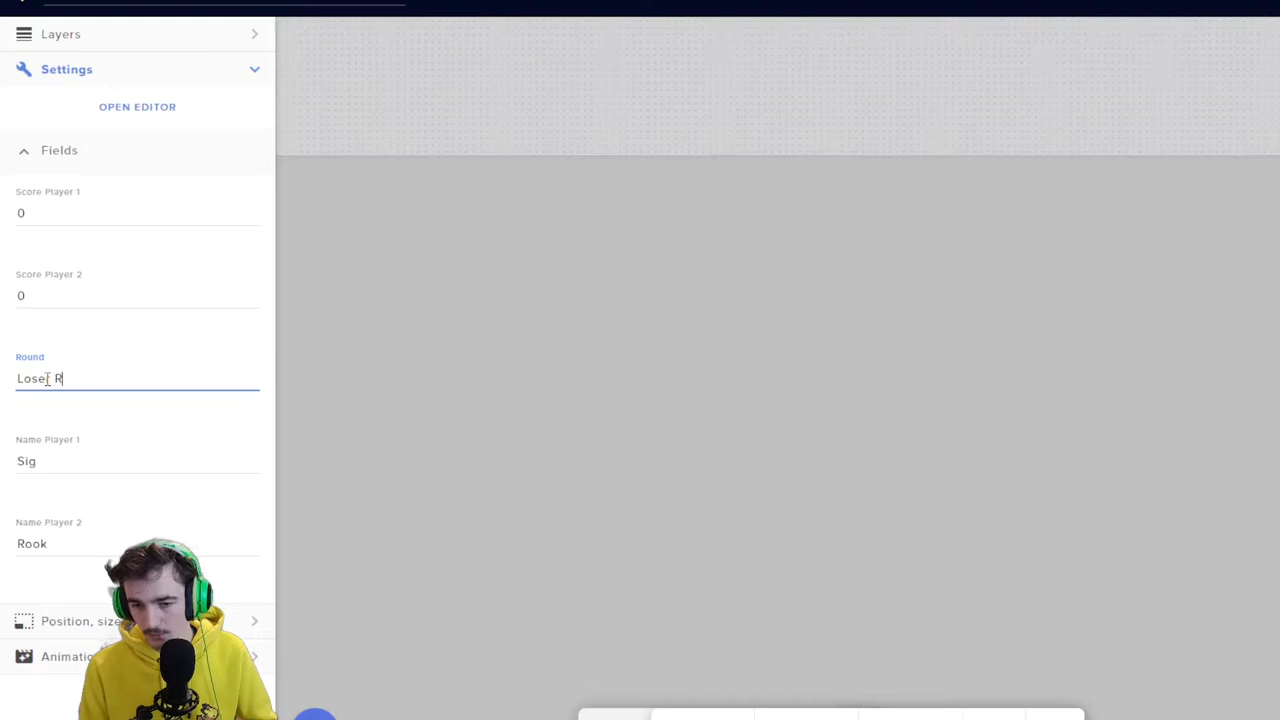 Layers
Settings
OPEN EDITOR
Fields
Score Player 1
0
Score Player 2
0
Round
Loser R
Name Player 1
Sig
Name Player 2
Rook
Position, size
Animatio